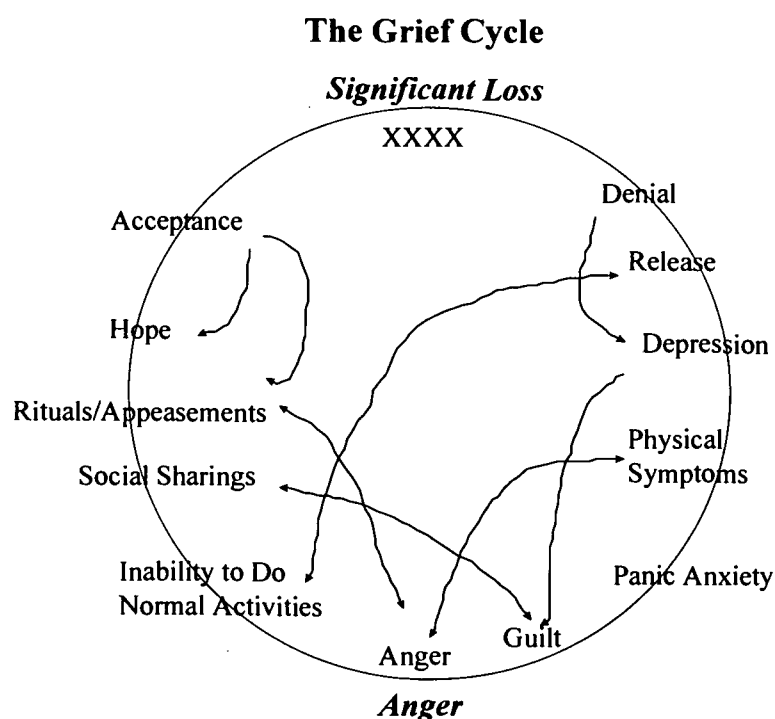 The Grief Cycle
Significant Loss
XXXX
Denial
Acceptance
Release
Hope
Depression
Rituals/Appeasements
Physical
Symptoms
Social Sharings
Inability to Do
Normal Activities
Panic Anxiety
Guilt
Anger
Anger